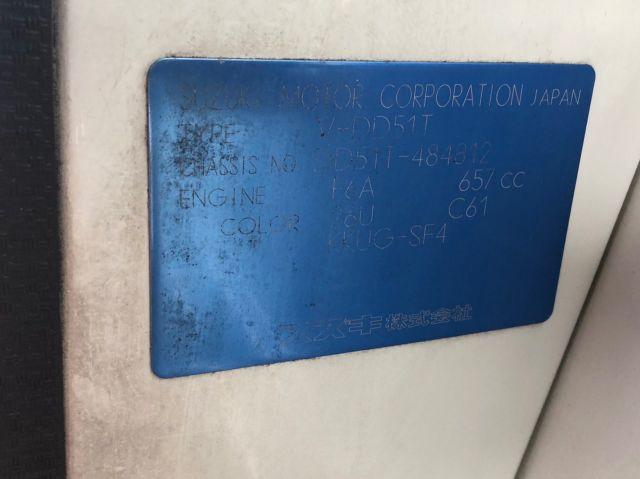 SUZUKI MOTOR CORPORATION JAPAN
TYPE V-DD51T
CHASSIS NO DD51T-484312
ENGINE F6A 657 CC
COLOR 26U C61
KKUG-SF4
スズキ株式会社